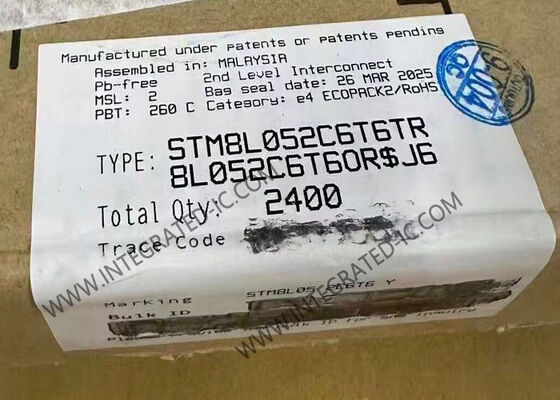 Manufactured under patents or patents pending
Assembled in: MALAYSIA
Pb-free 2nd Level Interconnect
MSL: 2 Bag seal date: 26 MAR 2025
PBT: 260 C Category: e4 ECOPACK2/RoHS
TYPE: STM8L052C6T6TR
8L052C6T6OR$J6
Total Qty: 2400
Trace Code
Marking STM8L052C6T6 Y
Bulk ID
WWW.INTEGRATED-IC.COM
WWW.INTEGRATED-IC.COM